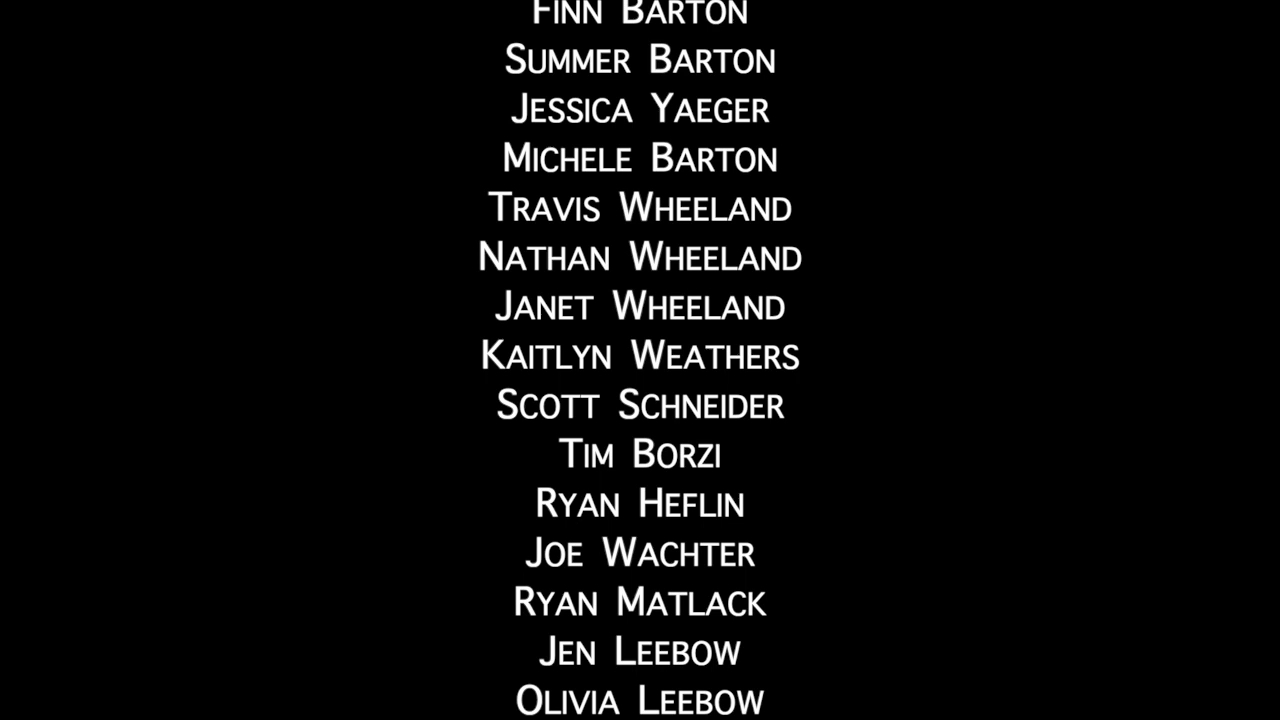 FINN BARTON
SUMMER BARTON
JESSICA YAEGER
MICHELE BARTON
TRAVIS WHEELAND
NATHAN WHEELAND
JANET WHEELAND
KAITLYN WEATHERS
SCOTT SCHNEIDER
TIM BORZI
RYAN HEFLIN
JOE WACHTER
RYAN MATLACK
JEN LEEBOW
OLIVIA LEEBOW